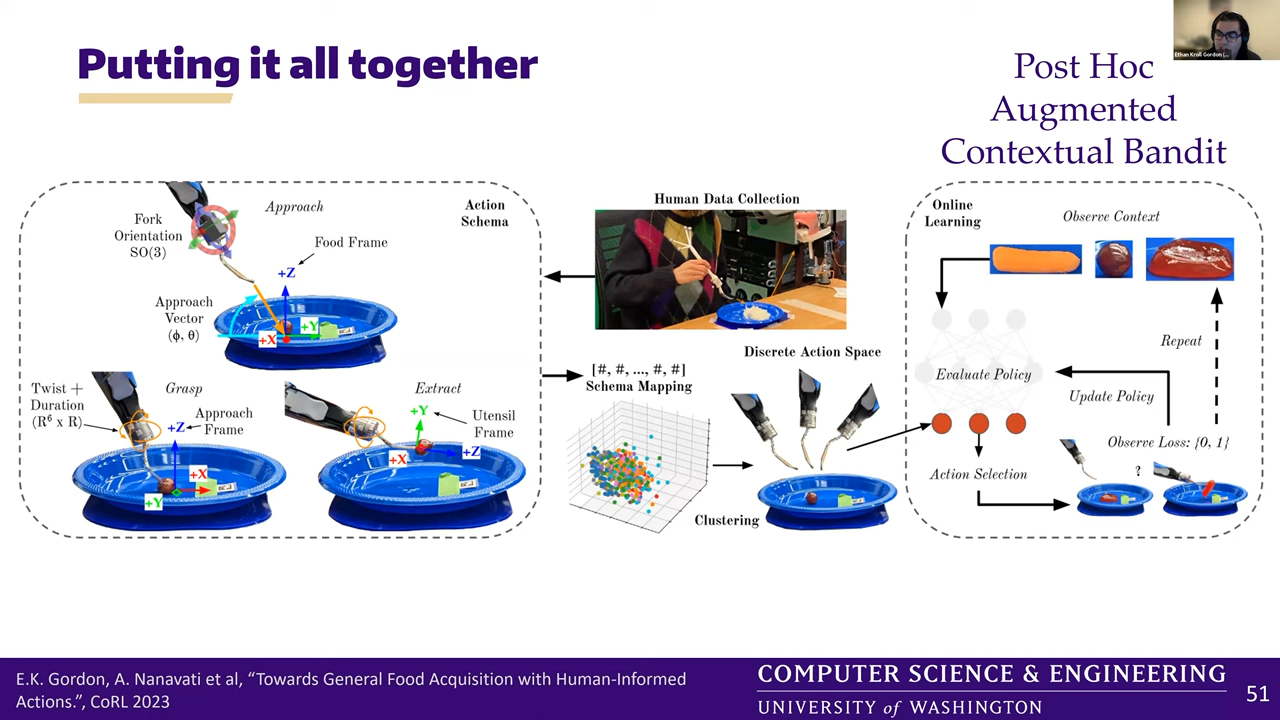 Putting it all together
Ethan Kroll Gordon (...
Post Hoc
Augmented
Contextual Bandit
Approach
Action
Schema
Fork
Orientation
SO(3)
Food Frame
+Z
Approach
Vector
(ϕ, θ)
+Y
+X
Twist +
Duration
(R⁶ x R)
Grasp
Approach
Frame
+Z
+X
+Y
Extract
+Y
Utensil
Frame
+X
+Z
Human Data Collection
[#, #, ..., #, #]
Schema Mapping
Discrete Action Space
Clustering
Online
Learning
Observe Context
Repeat
Evaluate Policy
Update Policy
Observe Loss: {0, 1}
?
Action Selection
E.K. Gordon, A. Nanavati et al, “Towards General Food Acquisition with Human-Informed
Actions.”, CoRL 2023
COMPUTER SCIENCE & ENGINEERING
UNIVERSITY of WASHINGTON
51